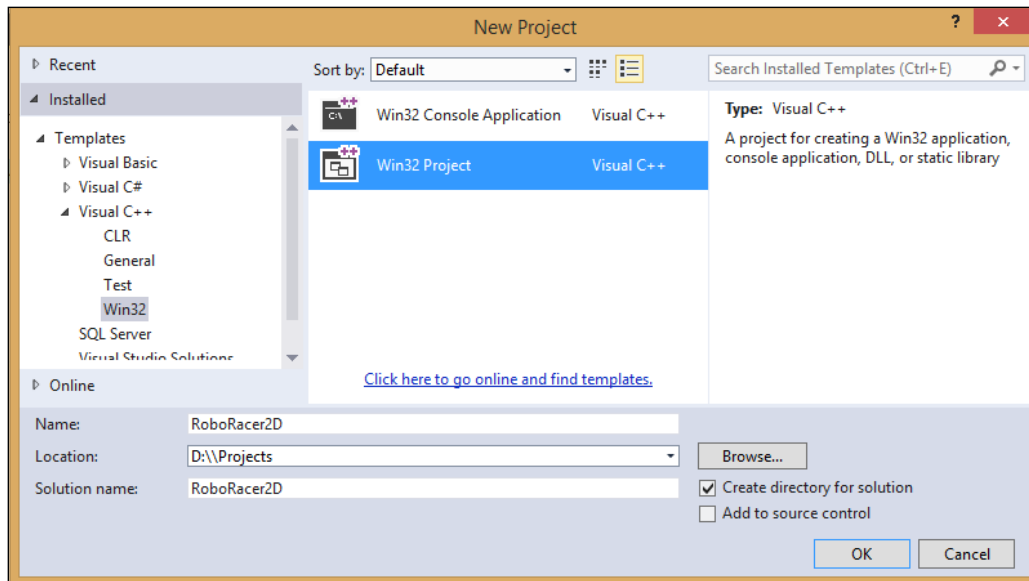 New Project
?
×
Recent
Sort by: Default
Search Installed Templates (Ctrl+E)
Installed
Templates
Visual Basic
Visual C#
Visual C++
CLR
General
Test
Win32
SQL Server
Visual Studio Solutions
Online
C:\
++
Win32 Console Application Visual C++
++
Win32 Project Visual C++
Click here to go online and find templates.
Type: Visual C++
A project for creating a Win32 application,
console application, DLL, or static library
Name: RoboRacer2D
Location: D:\\Projects
Browse...
Solution name: RoboRacer2D
Create directory for solution
Add to source control
OK
Cancel